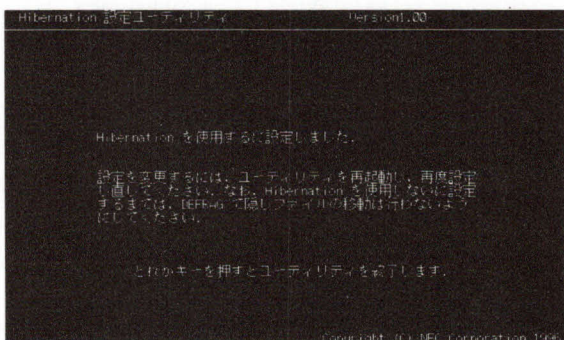 Hibernation 設定ユーティリティ Version1.00
Hibernation を使用するに設定しました.
設定を変更するには, ユーティリティを再起動し, 再度設定
し直してください. なお, Hibernation を使用しないに設定
するまでは, DEFRAG で隠しファイルの移動は行わないよう
にしてください.
どれかキーを押すとユーティリティを終了します.
Copyright (C) NEC Corporation 1996